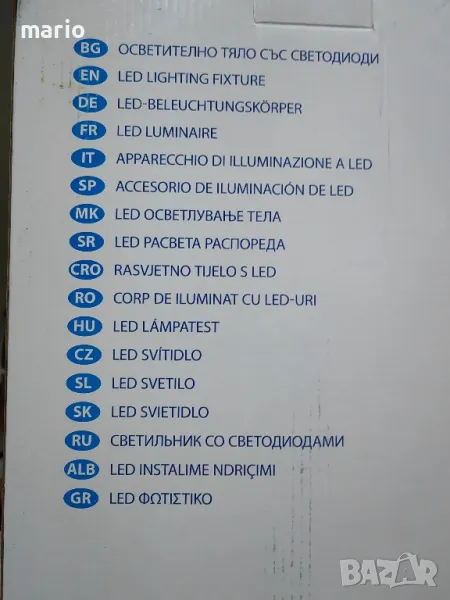 mario
BG ОСВЕТИТЕЛНО ТЯЛО СЪС СВЕТОДИОДИ
EN LED LIGHTING FIXTURE
DE LED-BELEUCHTUNGSKÖRPER
FR LED LUMINAIRE
IT APPARECCHIO DI ILLUMINAZIONE A LED
SP ACCESORIO DE ILUMINACIÓN DE LED
MK LED ОСВЕТЛУВАЊЕ ТЕЛА
SR LED РАСВЕТА РАСПОРЕДА
CRO RASVJETNO TIJELO S LED
RO CORP DE ILUMINAT CU LED-URI
HU LED LÁMPATEST
CZ LED SVÍTIDLO
SL LED SVETILO
SK LED SVIETIDLO
RU СВЕТИЛЬНИК СО СВЕТОДИОДАМИ
ALB LED INSTALIME NDRIÇIMI
GR LED ΦΩΤΙΣΤΙΚΟ
BAZAR